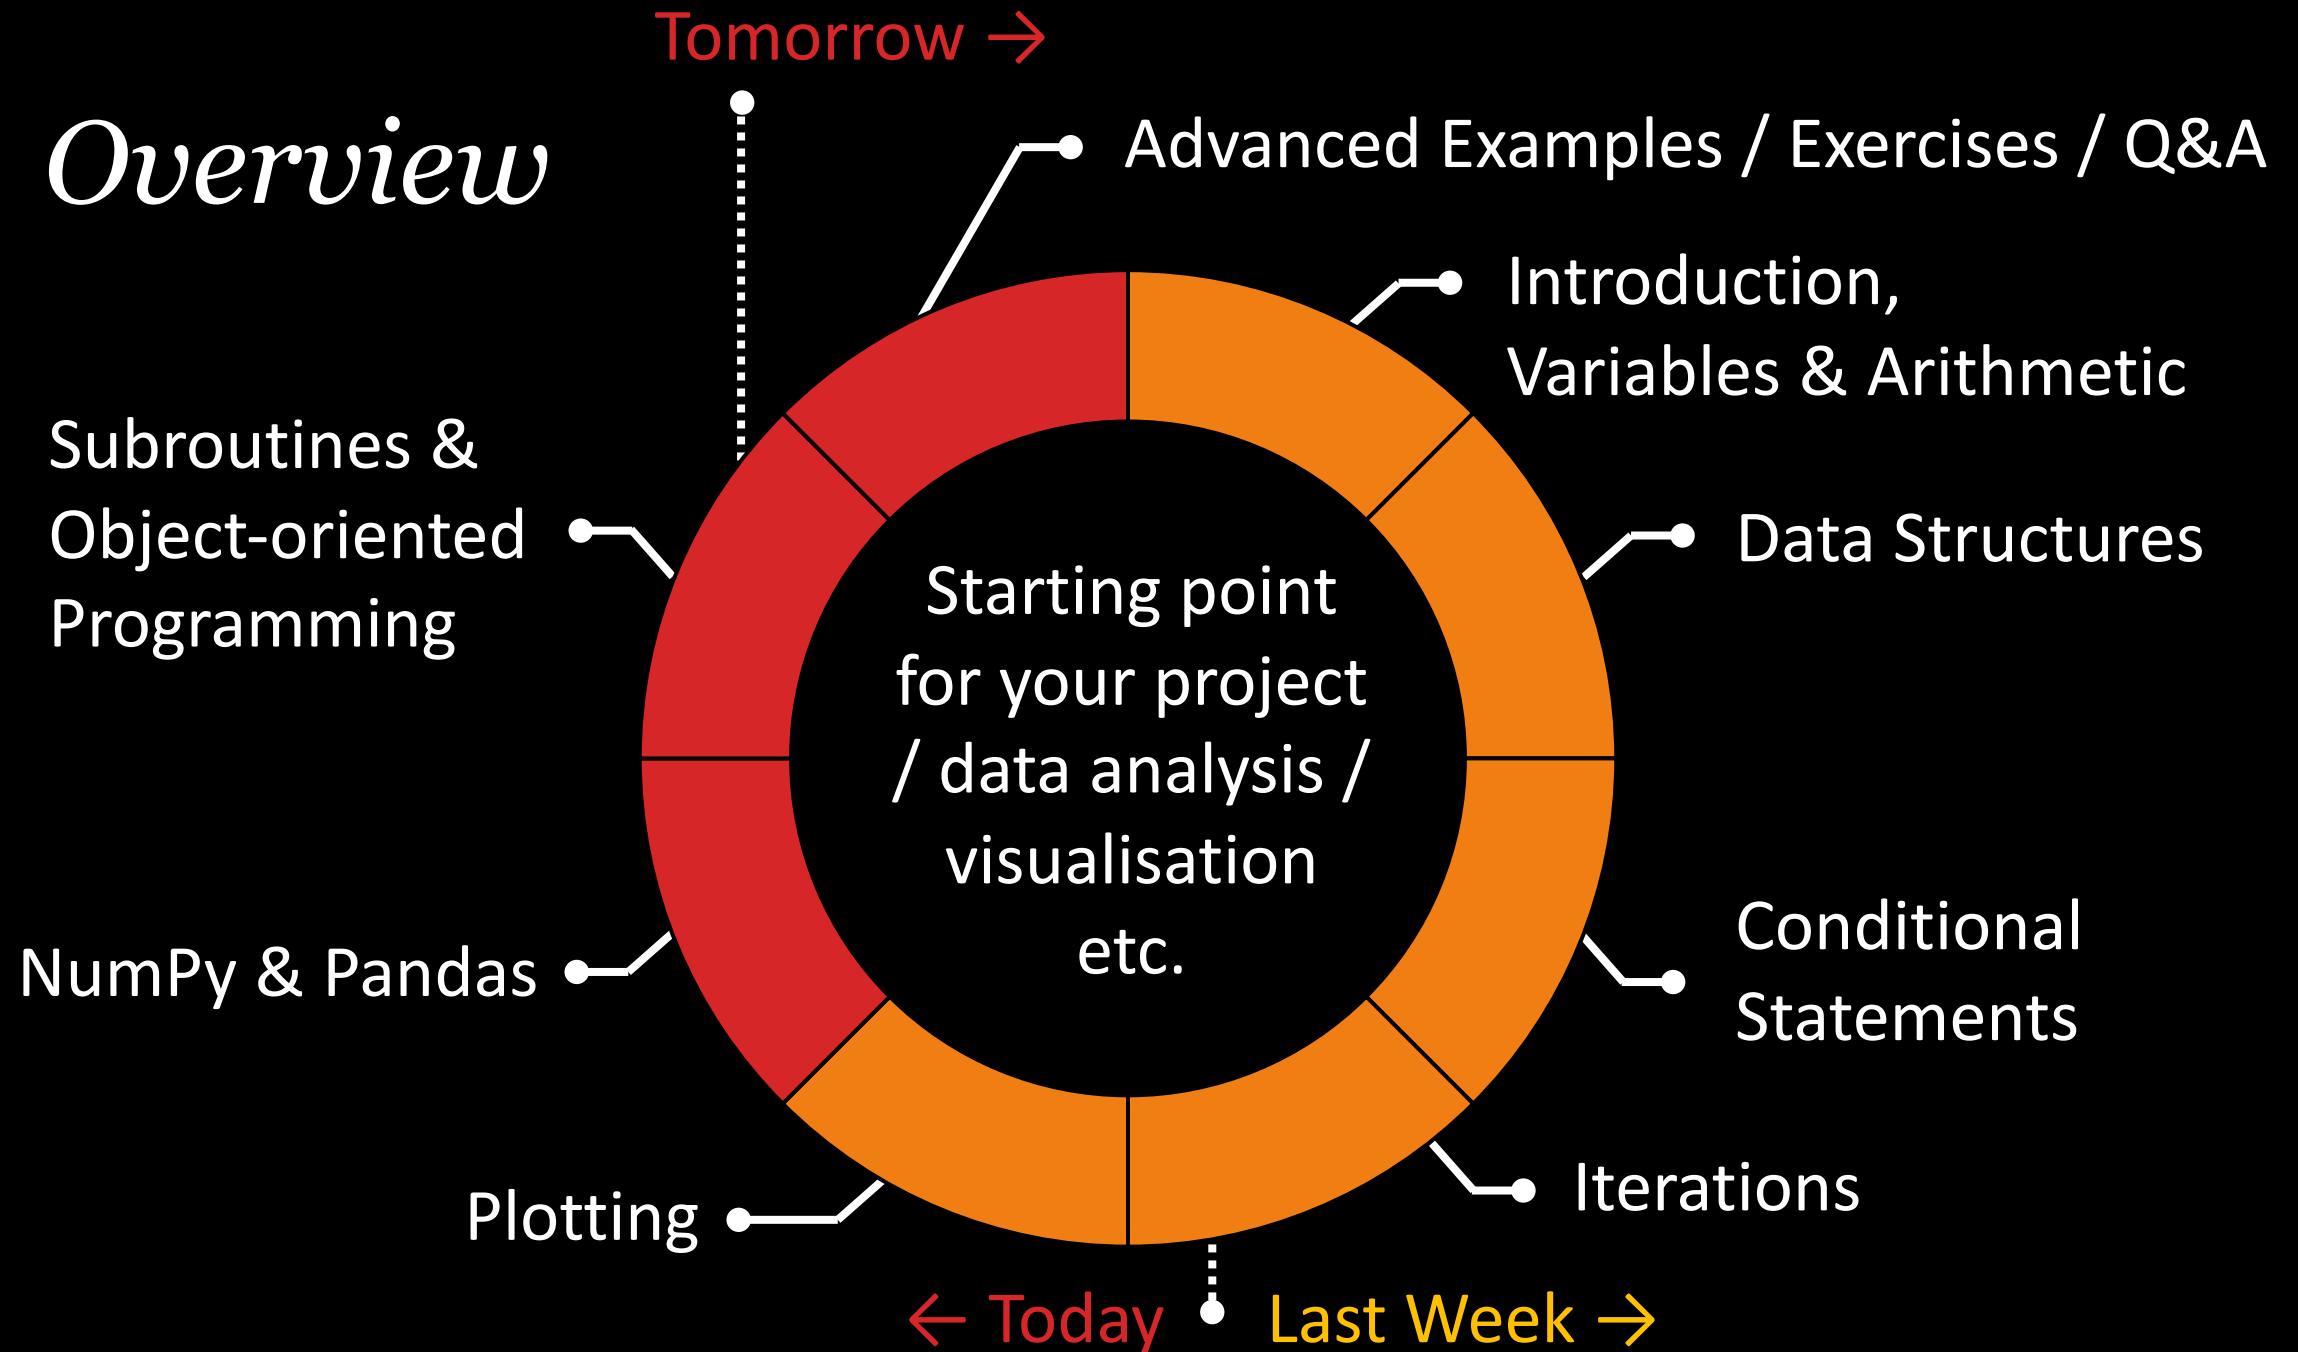 Overview
Tomorrow →
Advanced Examples / Exercises / Q&A
Introduction,
Variables & Arithmetic
Data Structures
Conditional
Statements
Iterations
Last Week →
← Today
Plotting
NumPy & Pandas
Subroutines &
Object-oriented
Programming
Starting point
for your project
/ data analysis /
visualisation
etc.